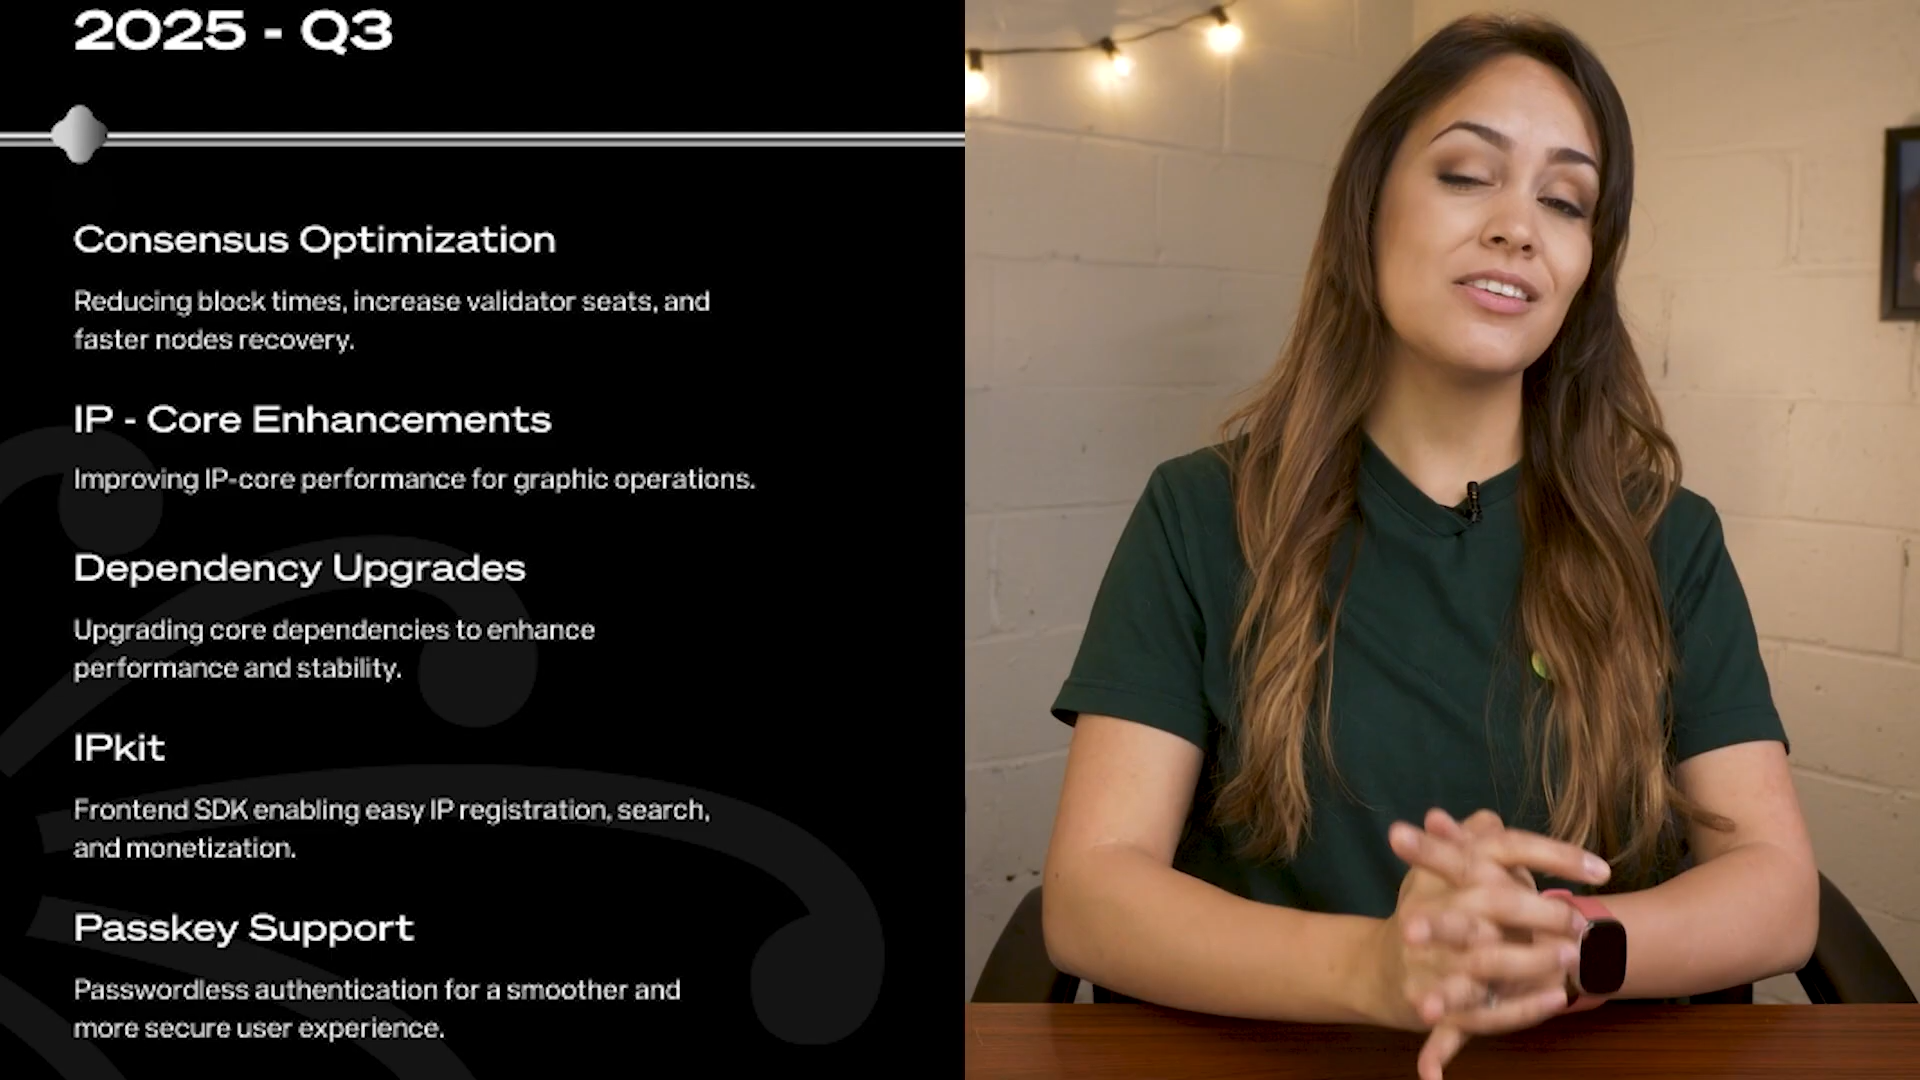 2025 - Q3
Consensus Optimization
Reducing block times, increase validator seats, and
faster nodes recovery.
IP - Core Enhancements
Improving IP-core performance for graphic operations.
Dependency Upgrades
Upgrading core dependencies to enhance
performance and stability.
IPkit
Frontend SDK enabling easy IP registration, search,
and monetization.
Passkey Support
Passwordless authentication for a smoother and
more secure user experience.